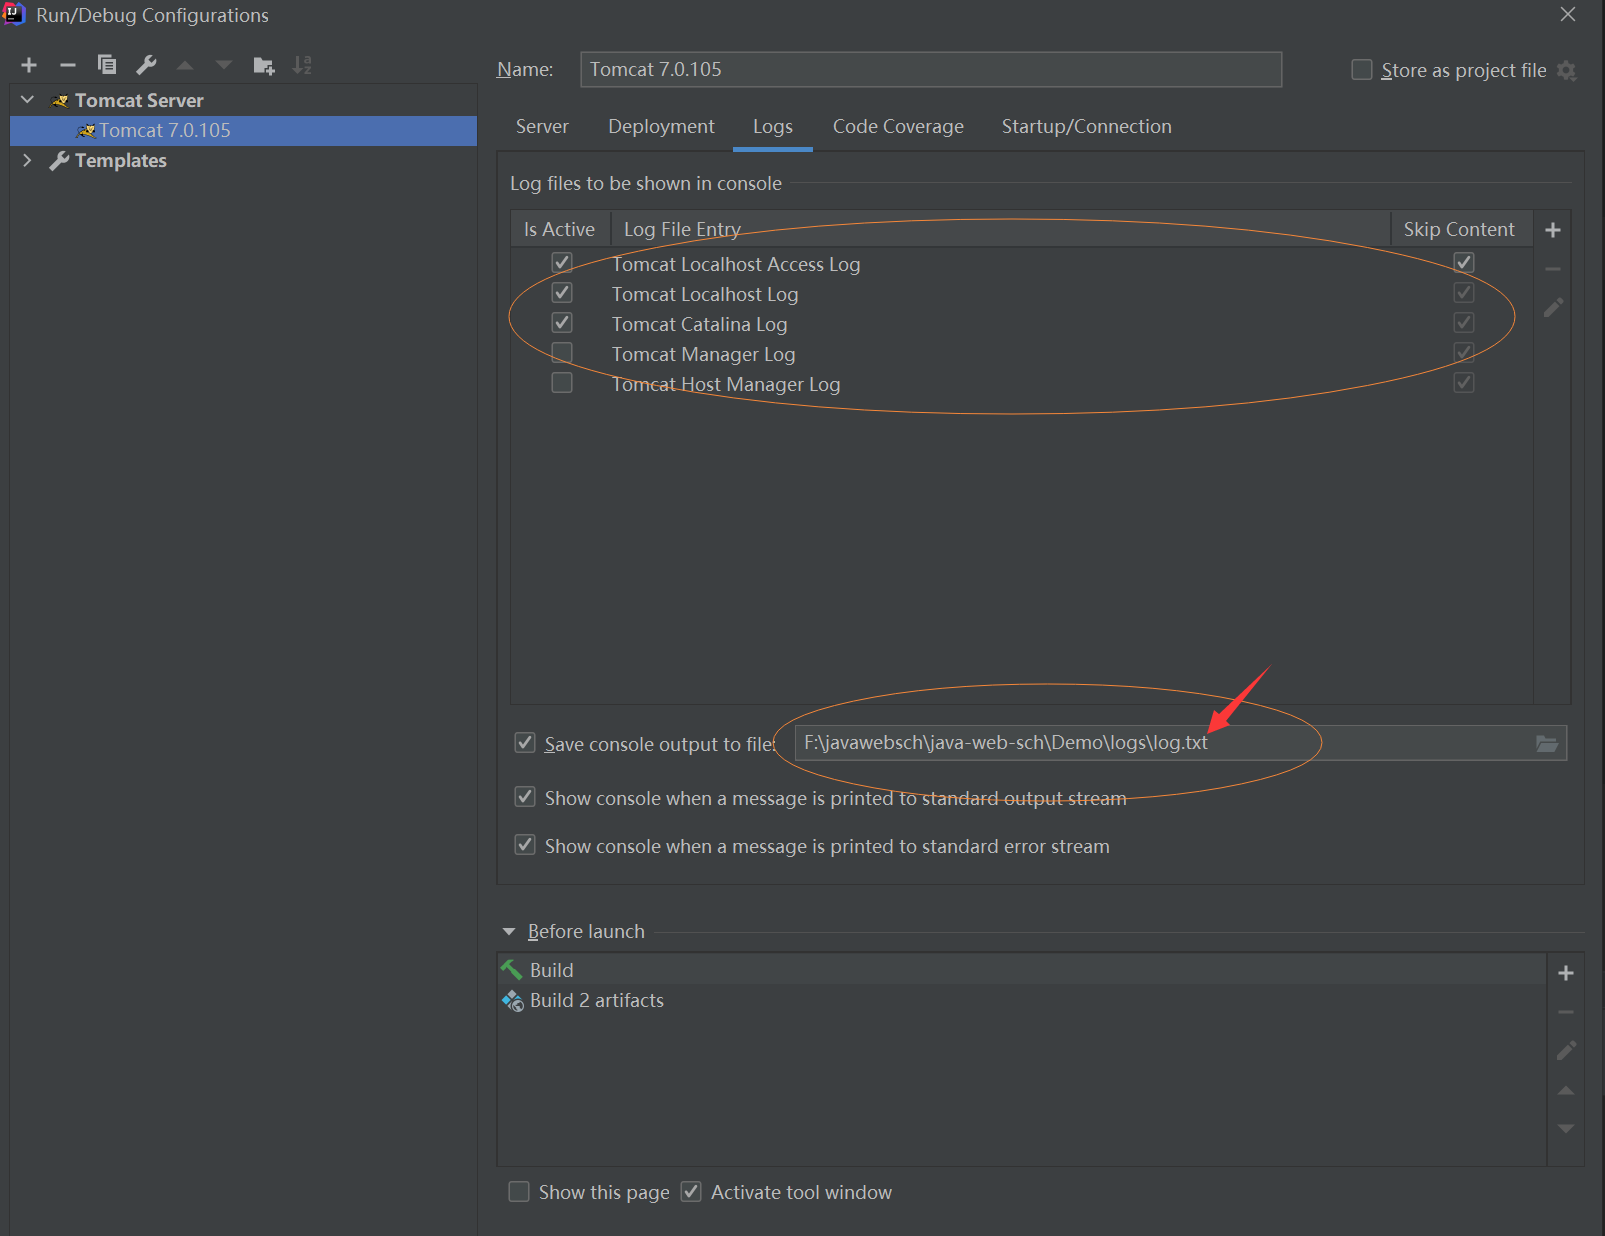 Run/Debug Configurations
Name: Tomcat 7.0.105 Store as project file
Tomcat Server
Tomcat 7.0.105
Templates
Server Deployment Logs Code Coverage Startup/Connection
Log files to be shown in console
Is Active Log File Entry Skip Content
Tomcat Localhost Access Log
Tomcat Localhost Log
Tomcat Catalina Log
Tomcat Manager Log
Tomcat Host Manager Log
Save console output to file: F:\javawebsch\java-web-sch\Demo\logs\log.txt
Show console when a message is printed to standard output stream
Show console when a message is printed to standard error stream
Before launch
Build
Build 2 artifacts
Show this page Activate tool window